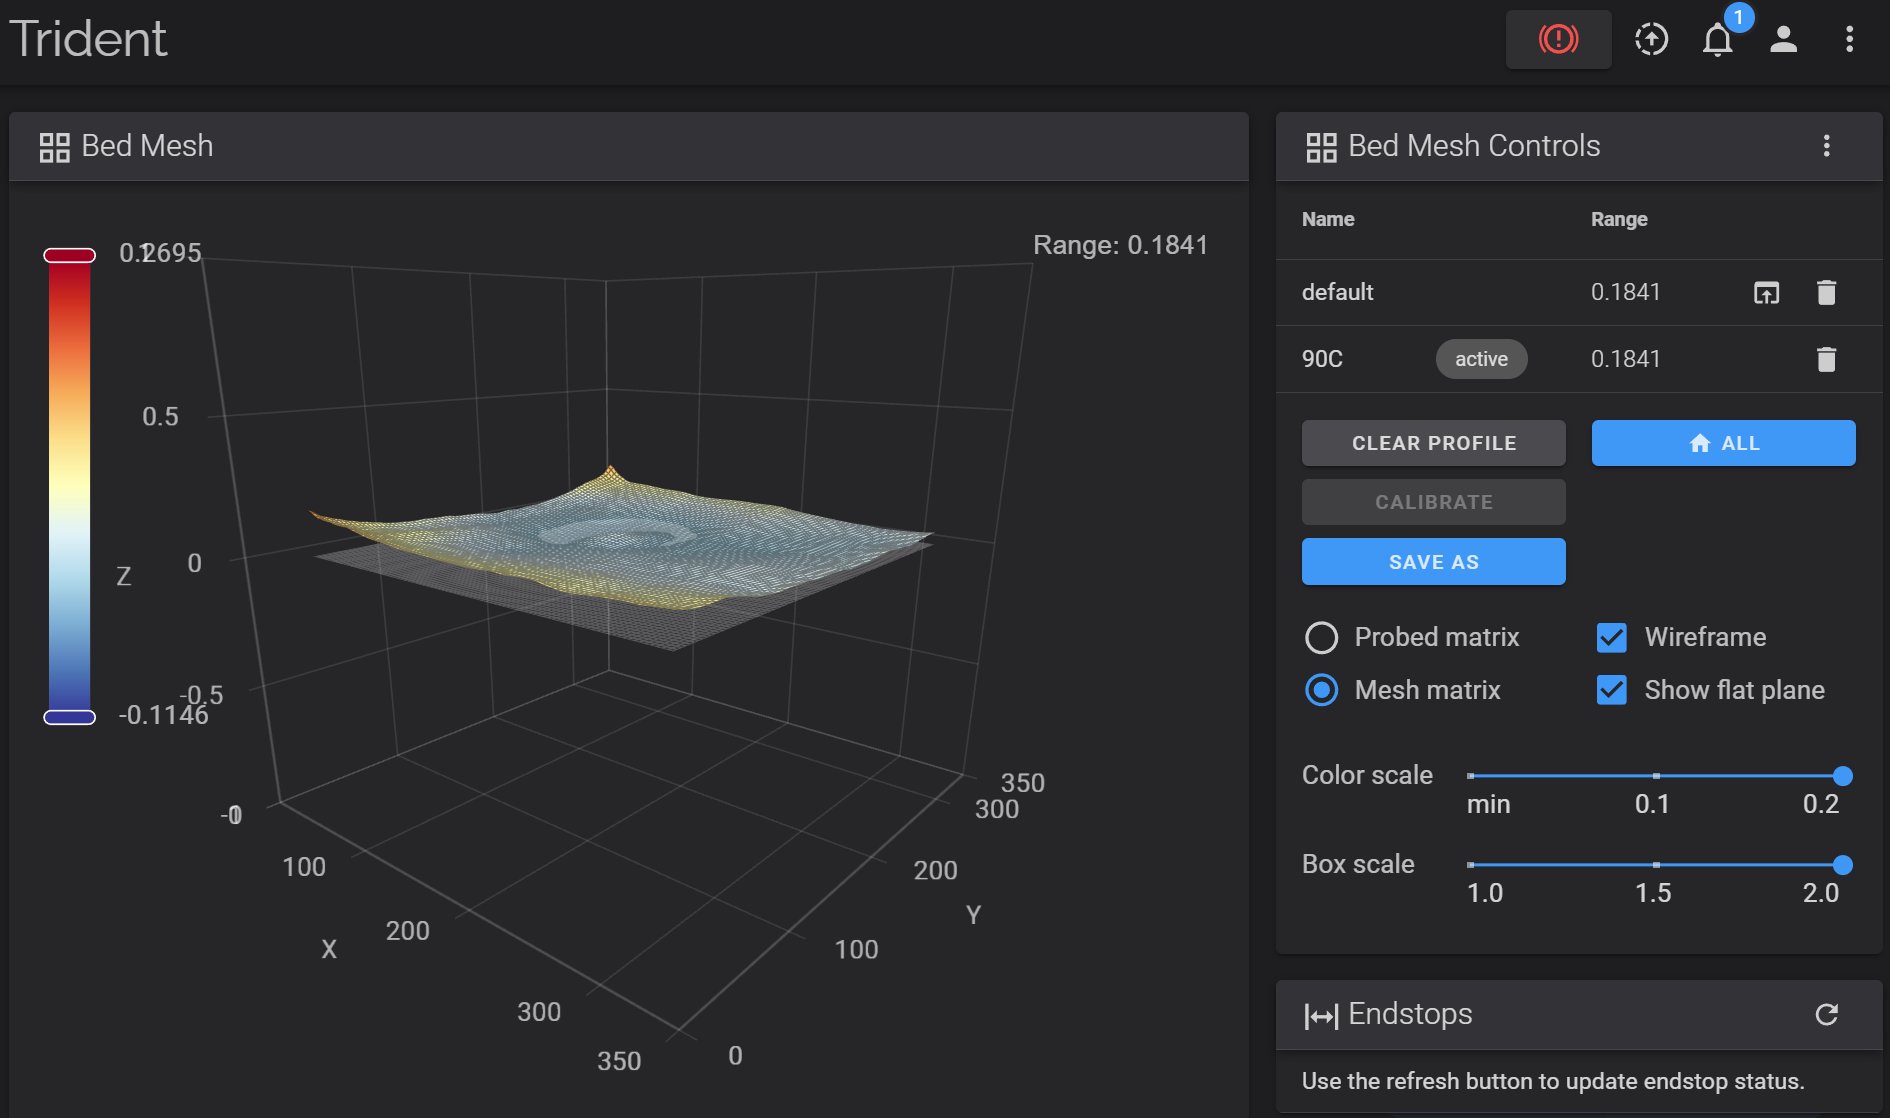 Trident
1
Bed Mesh
Range: 0.1841
0.2695
1
0.5
0
Z
-0.5
-0.1146
-1
0
100
200
X
300
350
0
100
Y
200
300
350
Bed Mesh Controls
Name Range
default 0.1841
90C active 0.1841
CLEAR PROFILE ALL
CALIBRATE
SAVE AS
Probed matrix Wireframe
Mesh matrix Show flat plane
Color scale
min 0.1 0.2
Box scale
1.0 1.5 2.0
Endstops
Use the refresh button to update endstop status.